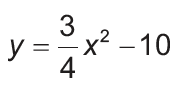 y = 3/4 x² − 10